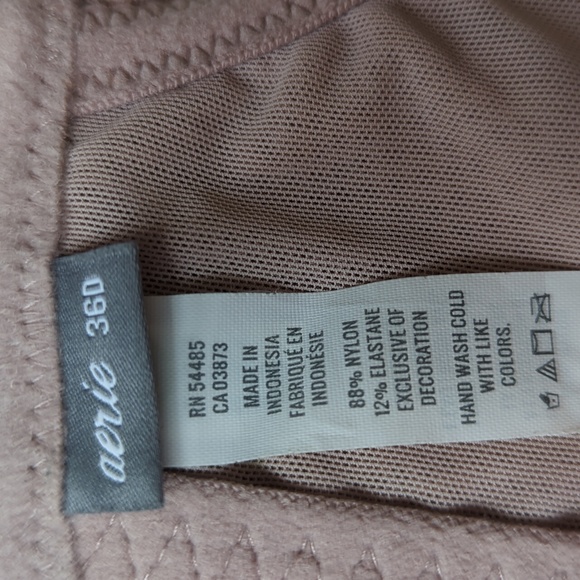 aerie 36D
RN 54485
CA 03873
MADE IN
INDONESIA
FABRIQUÉ EN
INDONÉSIE
88% NYLON
12% ELASTANE
EXCLUSIVE OF
DECORATION
HAND WASH COLD
WITH LIKE
COLORS.